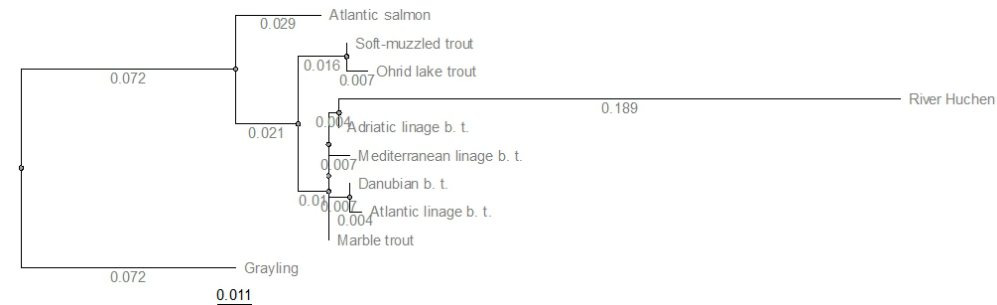 Atlantic salmon
0.029
Soft-muzzled trout
0.016
Ohrid lake trout
0.007
0.072
River Huchen
0.189
0.004
Adriatic linage b. t.
0.021
Mediterranean linage b. t.
0.007
Danubian b. t.
0.01
0.007
Atlantic linage b. t.
0.004
Marble trout
Grayling
0.072
0.011